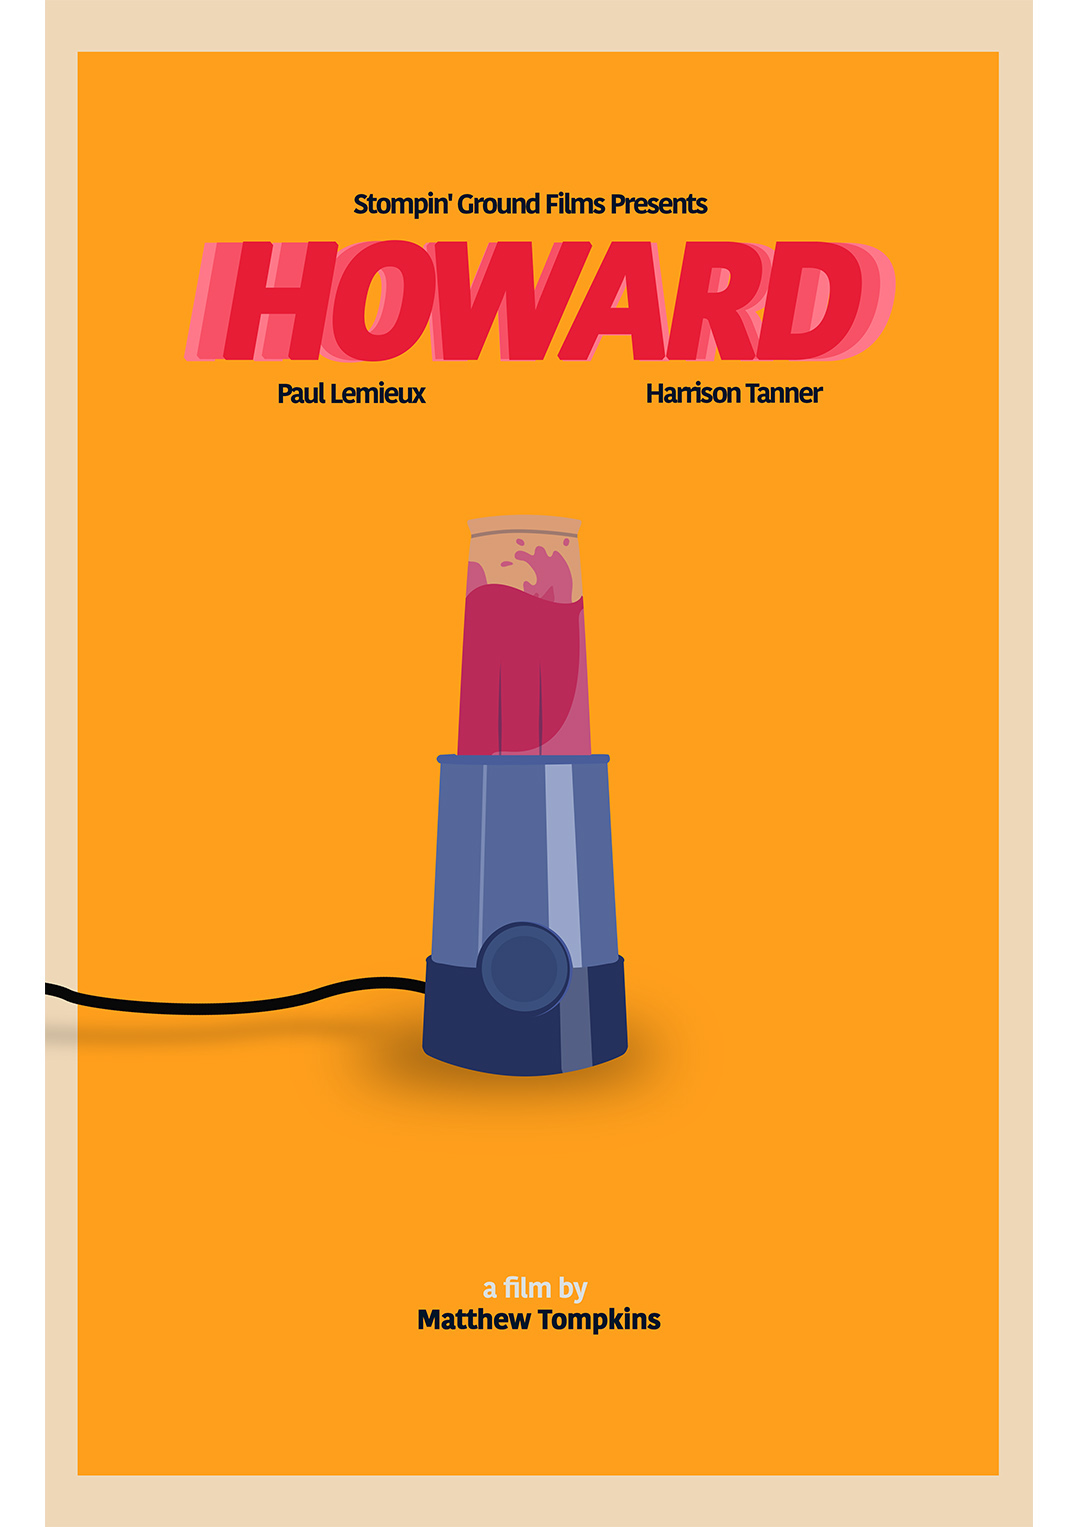 Stompin' Ground Films Presents
HOWARD
Paul Lemieux Harrison Tanner
a film by
Matthew Tompkins